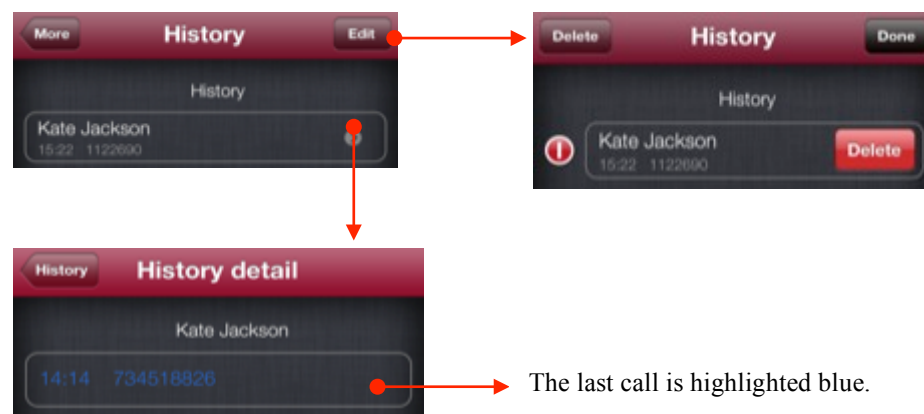 More History Edit
History
Kate Jackson
15:22 1122690
Delete History Done
History
Kate Jackson
15:22 1122690
Delete
History History detail
Kate Jackson
14:14 734518826
The last call is highlighted blue.